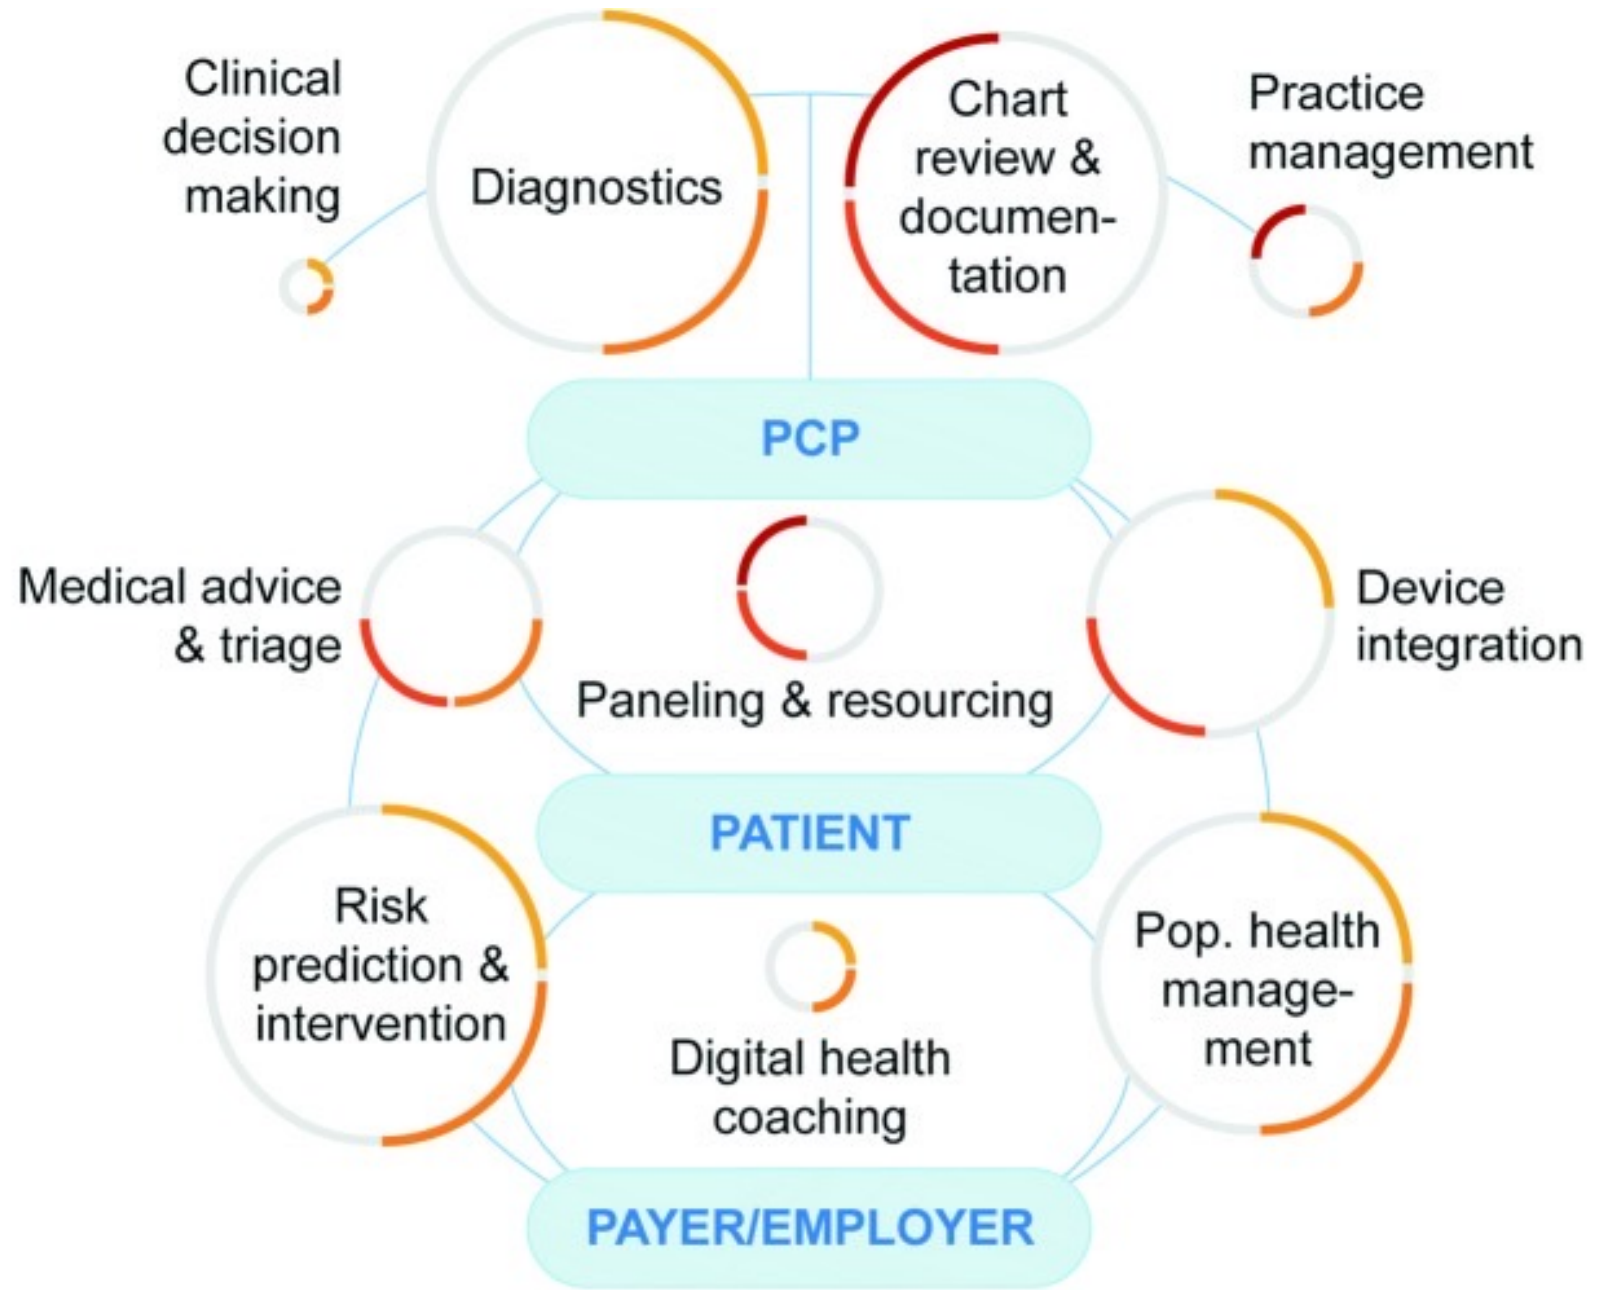 Clinical
decision
making
Diagnostics
Chart
review &
documen-
tation
Practice
management
PCP
Medical advice
& triage
Paneling & resourcing
Device
integration
PATIENT
Risk
prediction &
intervention
Digital health
coaching
Pop. health
manage-
ment
PAYER/EMPLOYER